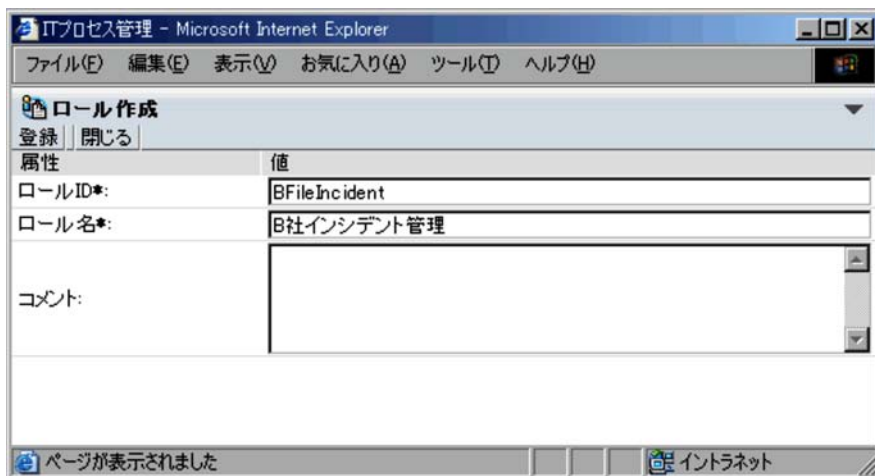 ITプロセス管理 - Microsoft Internet Explorer
ファイル(F) 編集(E) 表示(V) お気に入り(A) ツール(T) ヘルプ(H)
ロール作成
登録 閉じる
属性 値
ロールID*: BFileIncident
ロール名*: B社インシデント管理
コメント:
ページが表示されました イントラネット